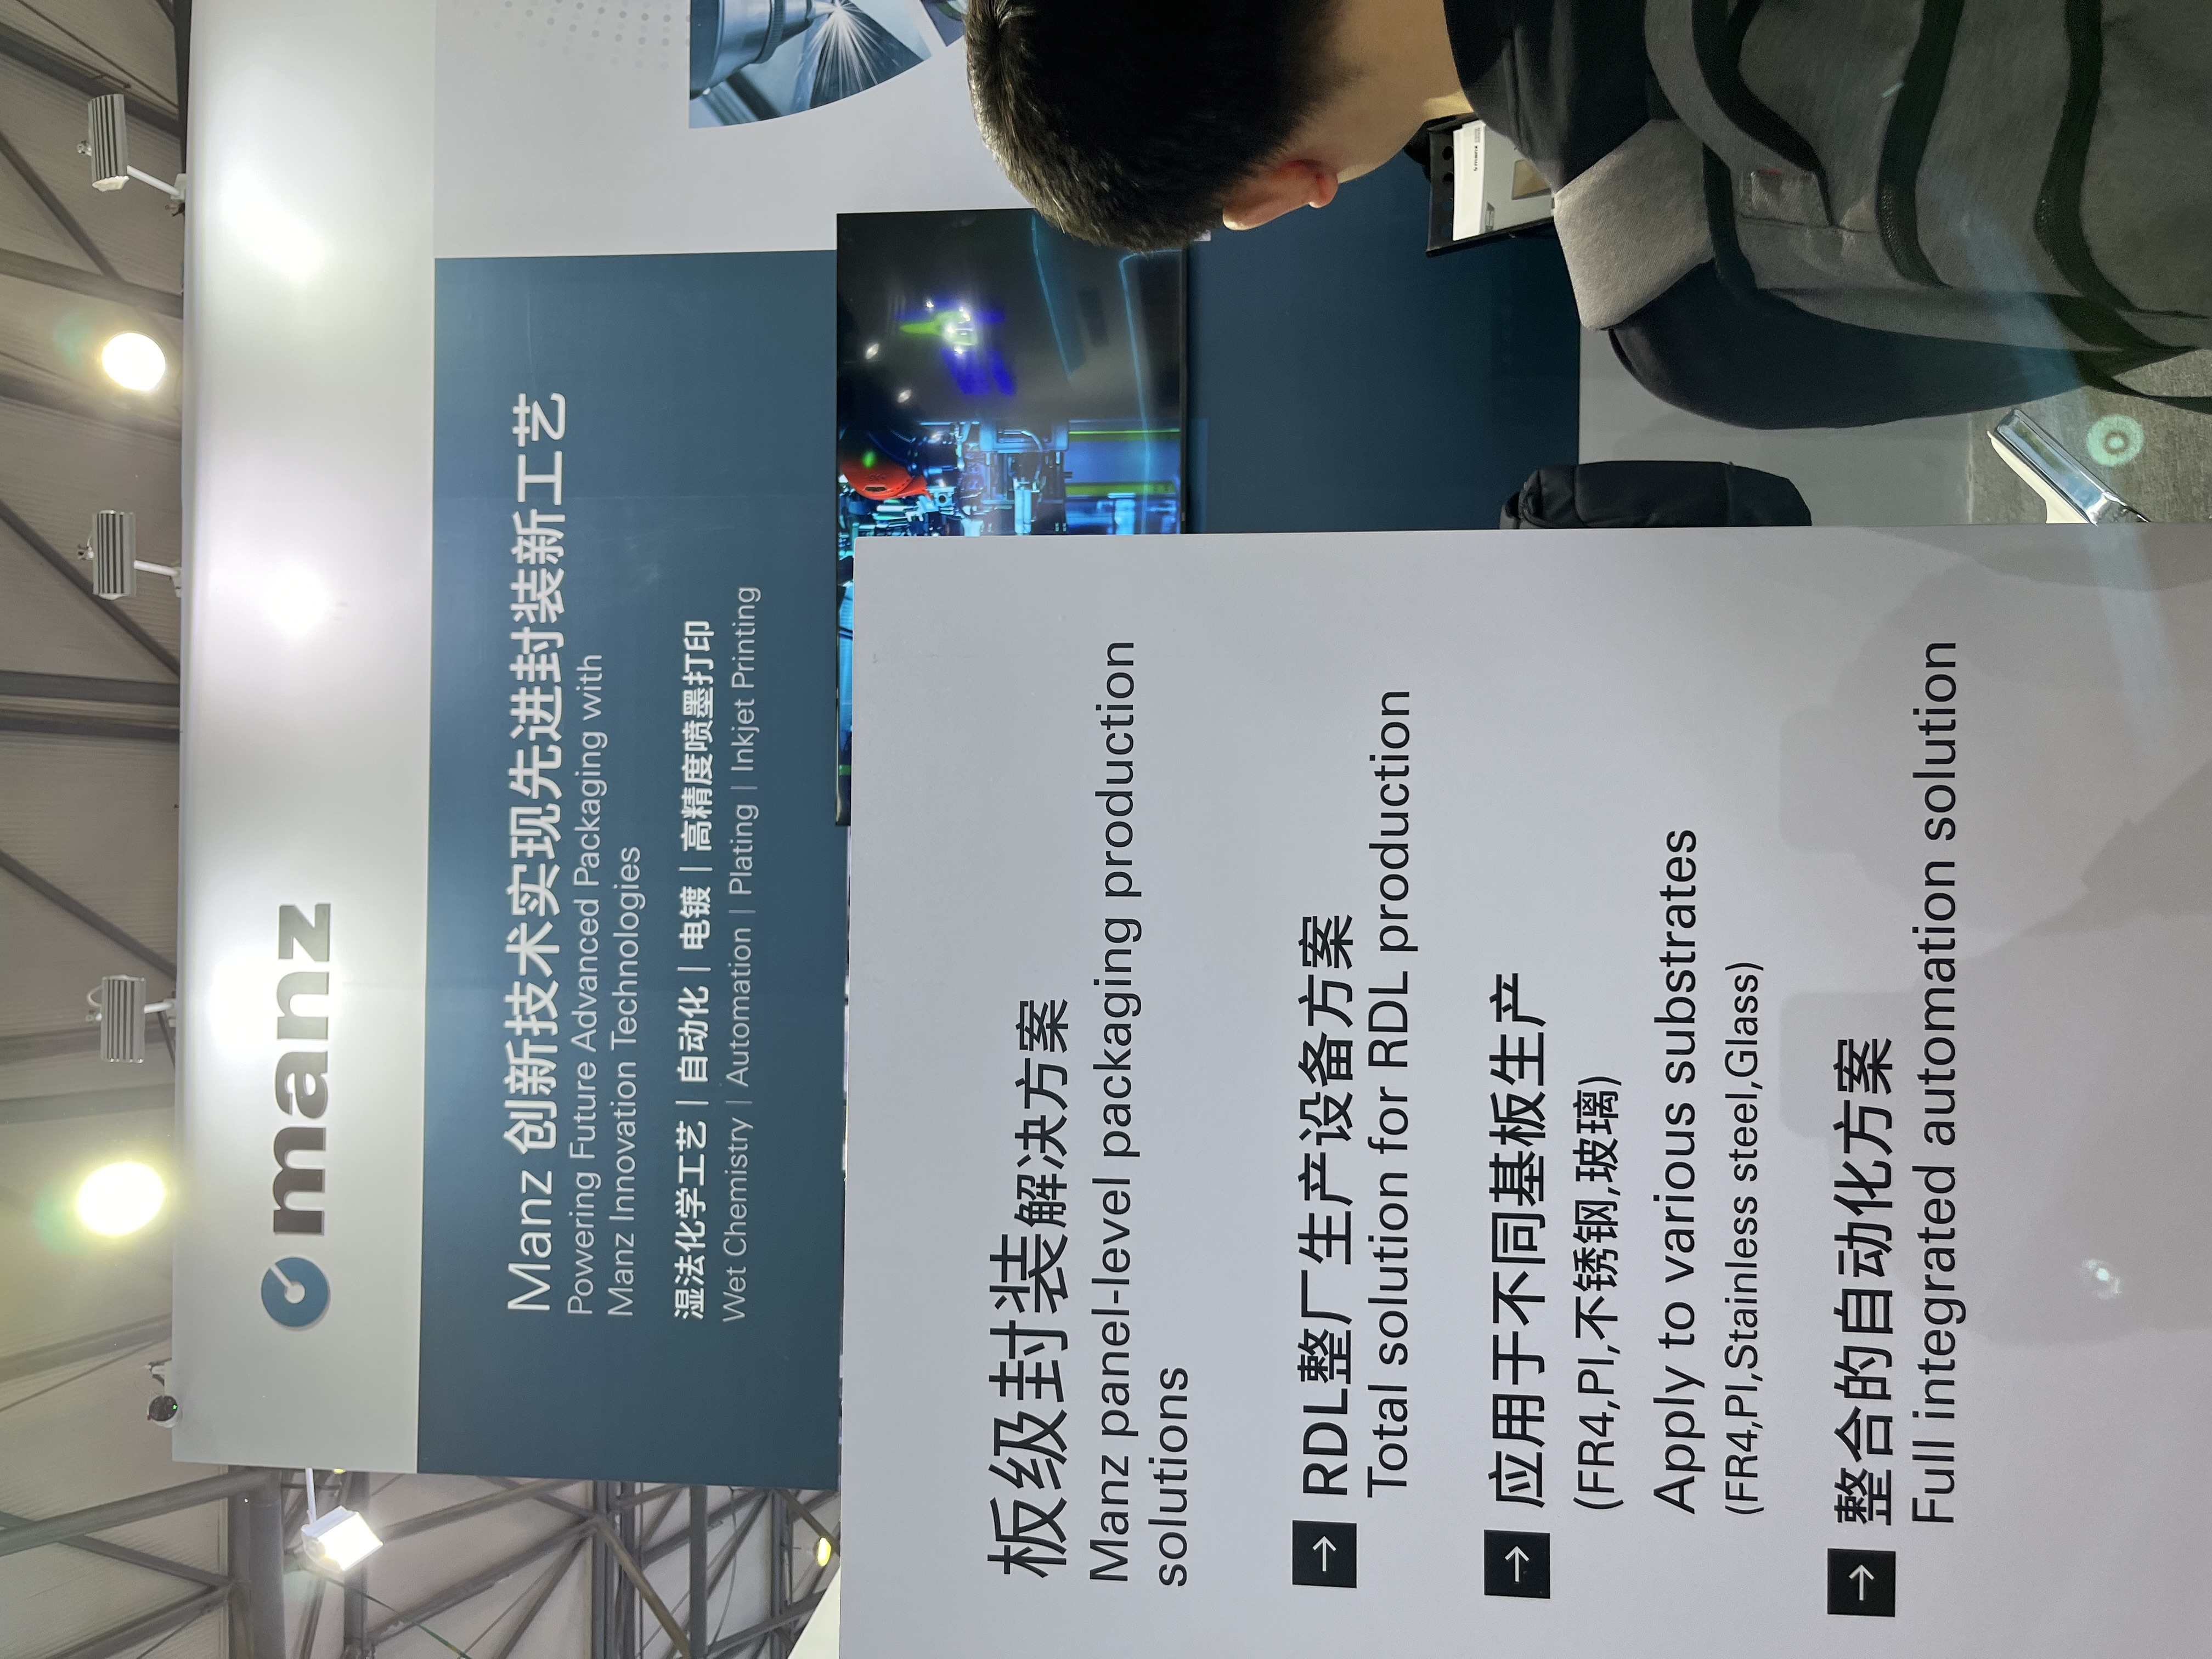 manz
Manz 创新技术实现先进封装新工艺
Powering Future Advanced Packaging with
Manz Innovation Technologies
湿法化学工艺｜自动化｜电镀｜高精度喷墨打印
Wet Chemistry | Automation | Plating | Inkjet Printing
板级封装解决方案
Manz panel-level packaging production
solutions
RDL整厂生产设备方案
Total solution for RDL production
应用于不同基板生产
(FR4,PI,不锈钢,玻璃)
Apply to various substrates
(FR4,PI,Stainless steel,Glass)
整合的自动化方案
Full integrated automation solution
manz